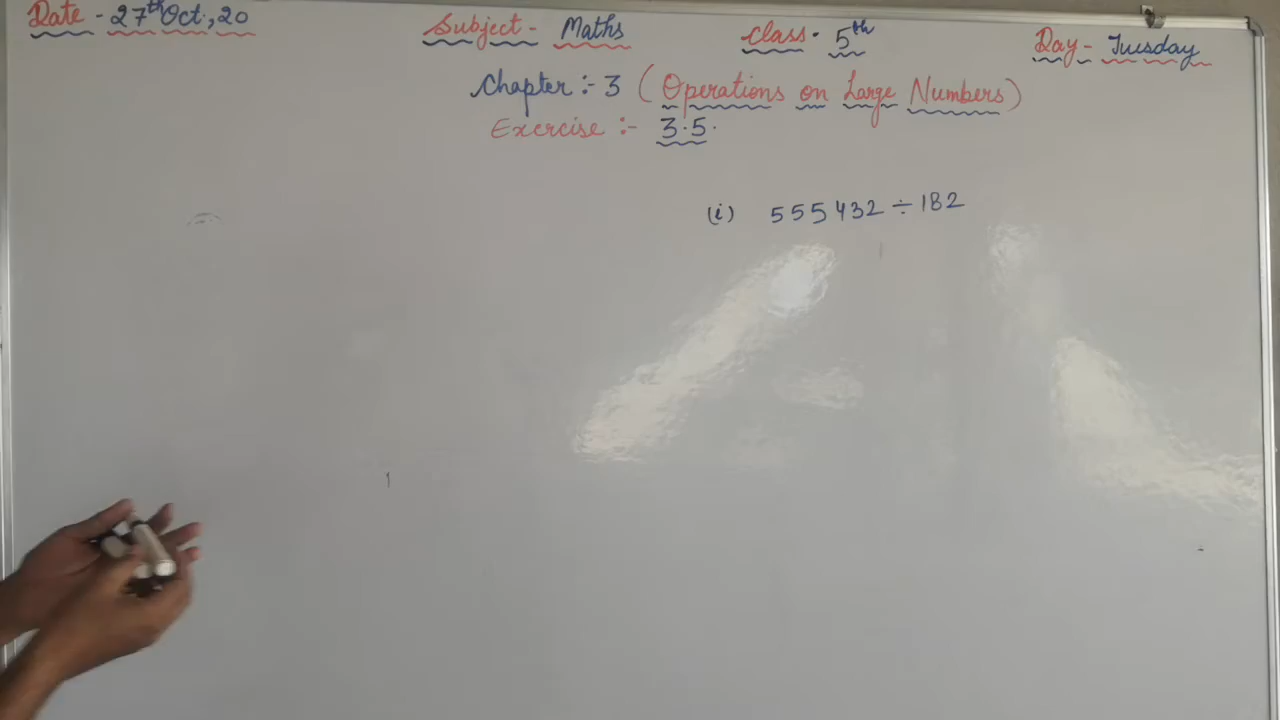 Date - 27th Oct, 20 Subject - Maths Class - 5th Day - Tuesday
Chapter :- 3 (Operations on Large Numbers)
Exercise :- 3.5.
(i) 555432 ÷ 182